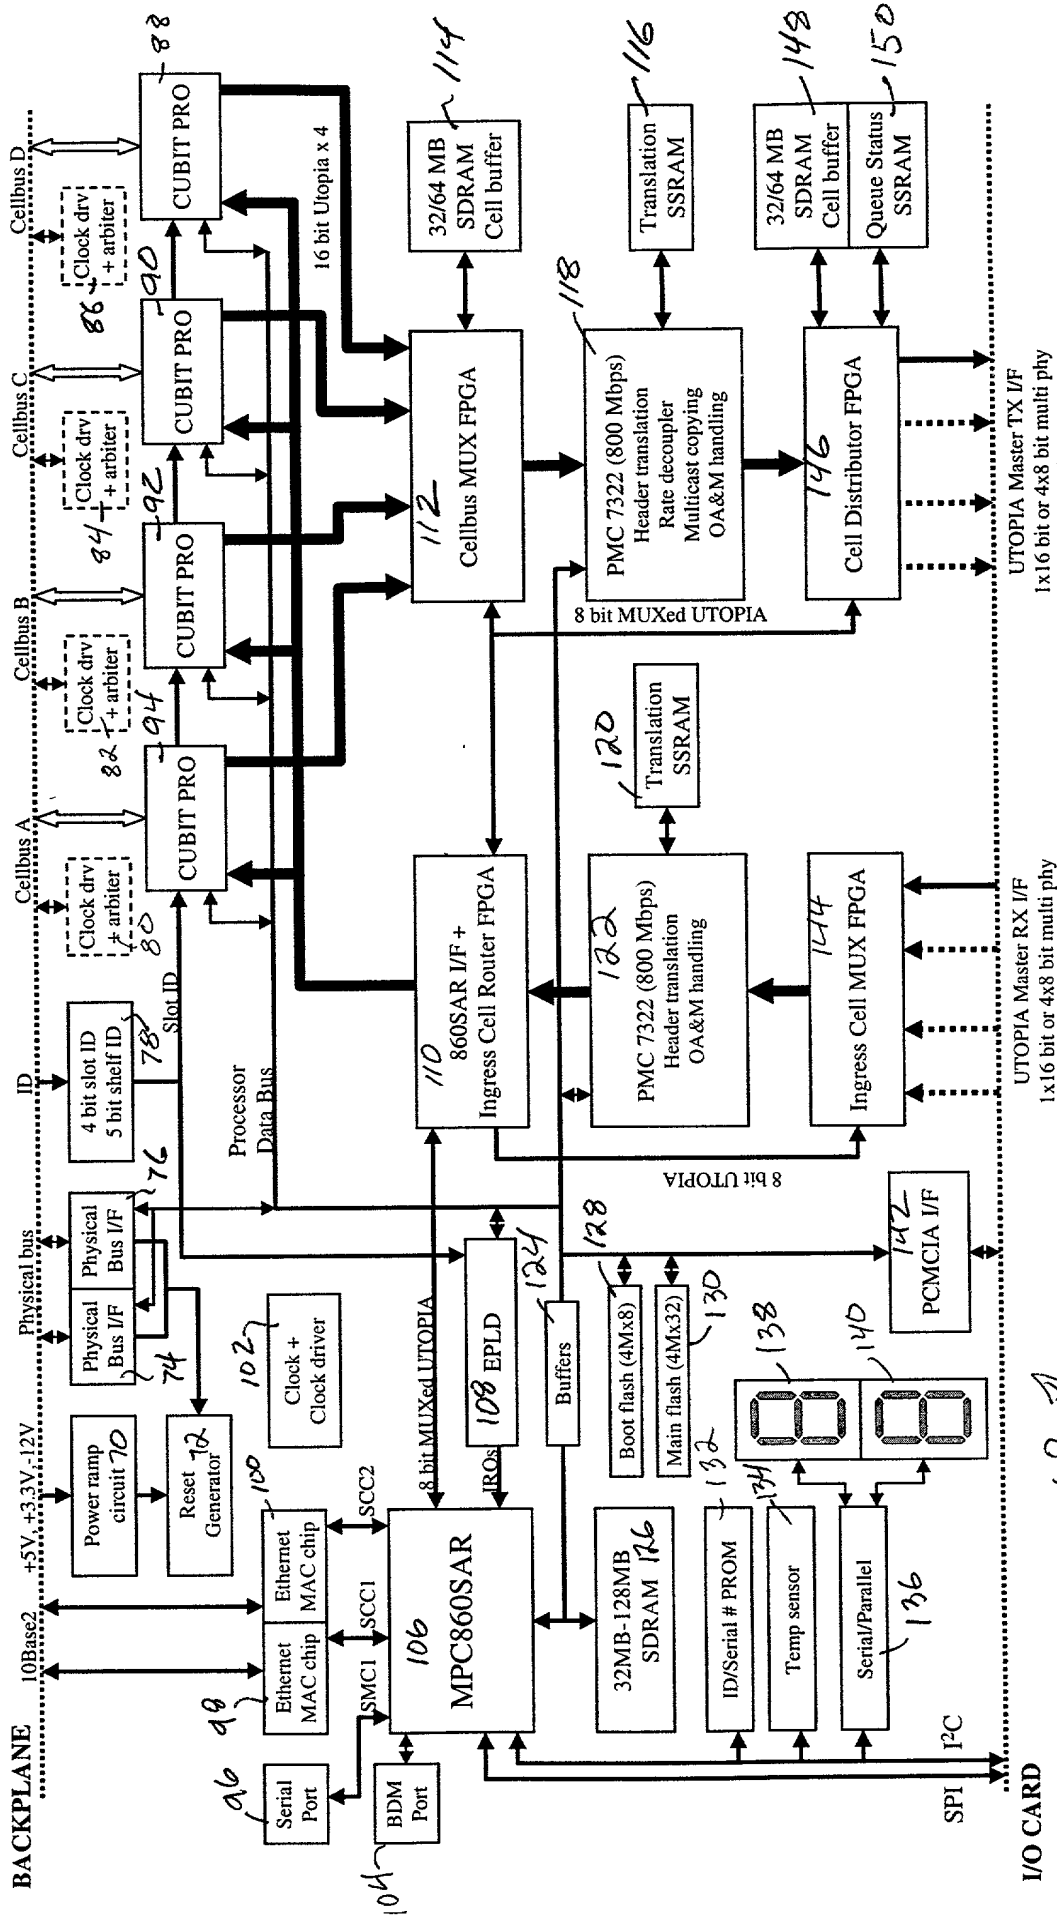 BACKPLANE
10Base2
+5V, +3.3V,-12V
Physical bus
ID
Cellbus A
Cellbus B
Cellbus C
Cellbus D
Power ramp
circuit 70
Reset 72
Generator
Physical
Bus I/F
74
Physical
Bus I/F
76
4 bit slot ID
5 bit shelf ID
78
Slot ID
Clock drv
+ arbiter
80
Clock drv
+ arbiter
82
Clock drv
+ arbiter
84
Clock drv
+ arbiter
86
CUBIT PRO
94
CUBIT PRO
92
CUBIT PRO
90
CUBIT PRO
88
16 bit Utopia x 4
Processor
Data Bus
96
Serial
Port
98
Ethernet
MAC chip
100
Ethernet
MAC chip
102
Clock +
Clock driver
SMC1
SCC1
SCC2
104
BDM
Port
106
MPC860SAR
8 bit MUXed UTOPIA
IRQs
108 EPLD
110
860SAR I/F +
Ingress Cell Router FPGA
112
Cellbus MUX FPGA
32/64 MB
SDRAM
Cell buffer
114
Buffers
124
8 bit MUXed UTOPIA
Translation
SSRAM
116
118
PMC 7322 (800 Mbps)
Header translation
Rate decoupler
Multicast copying
OA&M handling
120
Translation
SSRAM
122
PMC 7322 (800 Mbps)
Header translation
OA&M handling
8 bit UTOPIA
32MB-128MB
SDRAM 126
Boot flash (4Mx8)
128
Main flash (4Mx32)
130
ID/Serial # PROM
132
Temp sensor
134
Serial/Parallel
136
138
140
142
PCMCIA I/F
144
Ingress Cell MUX FPGA
146
Cell Distributor FPGA
32/64 MB
SDRAM
Cell buffer
148
Queue Status
SSRAM
150
SPI
I²C
I/O CARD
UTOPIA Master RX I/F
1x16 bit or 4x8 bit multi phy
UTOPIA Master TX I/F
1x16 bit or 4x8 bit multi phy